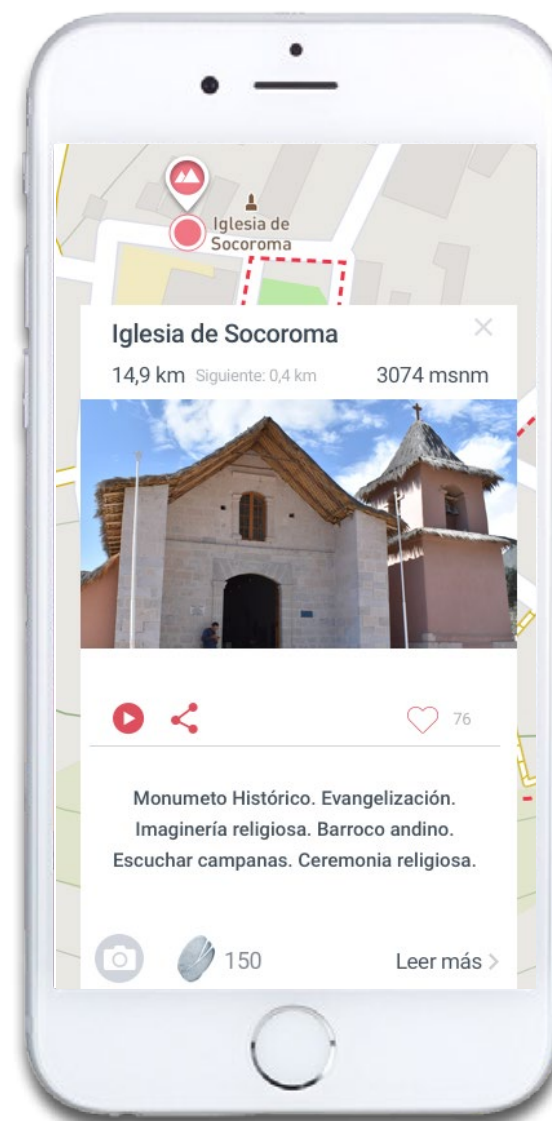 Iglesia de
Socoroma
Iglesia de Socoroma
14,9 km Siguiente: 0,4 km 3074 msnm
76
Monumeto Histórico. Evangelización.
Imaginería religiosa. Barroco andino.
Escuchar campanas. Ceremonia religiosa.
150 Leer más